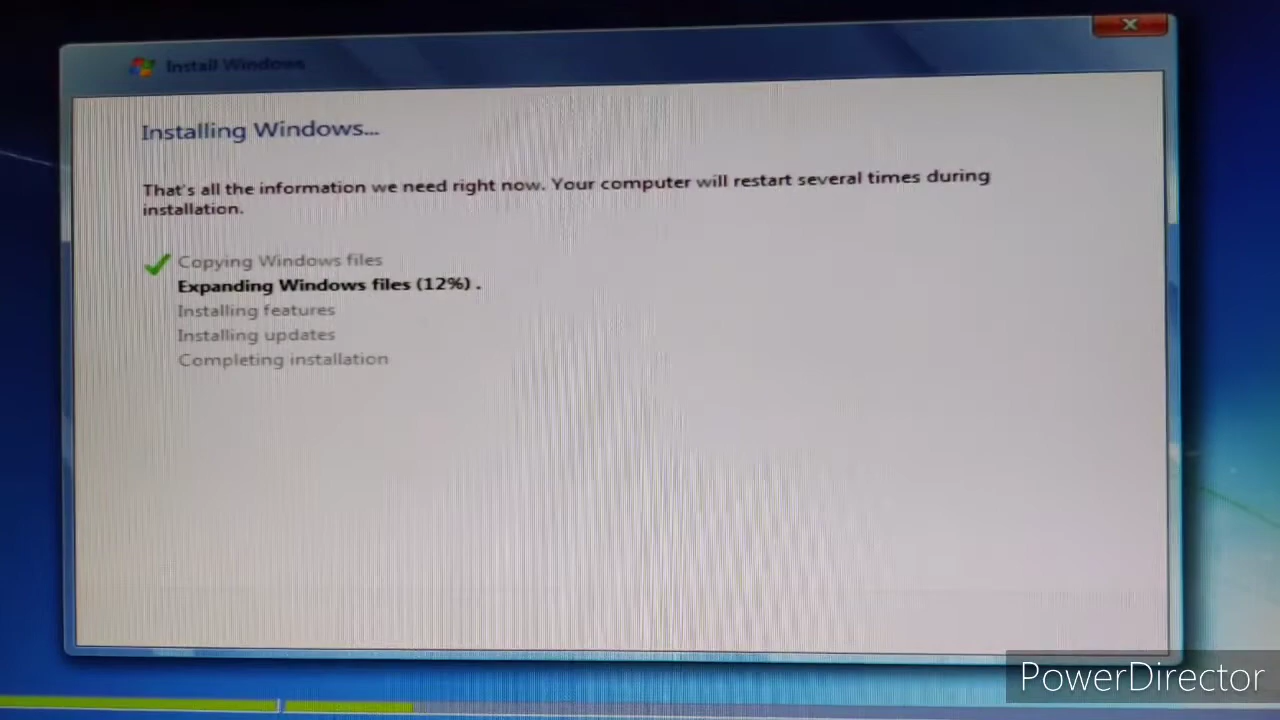 Install Windows
Installing Windows...
That's all the information we need right now. Your computer will restart several times during
installation.
Copying Windows files
Expanding Windows files (12%) .
Installing features
Installing updates
Completing installation
PowerDirector